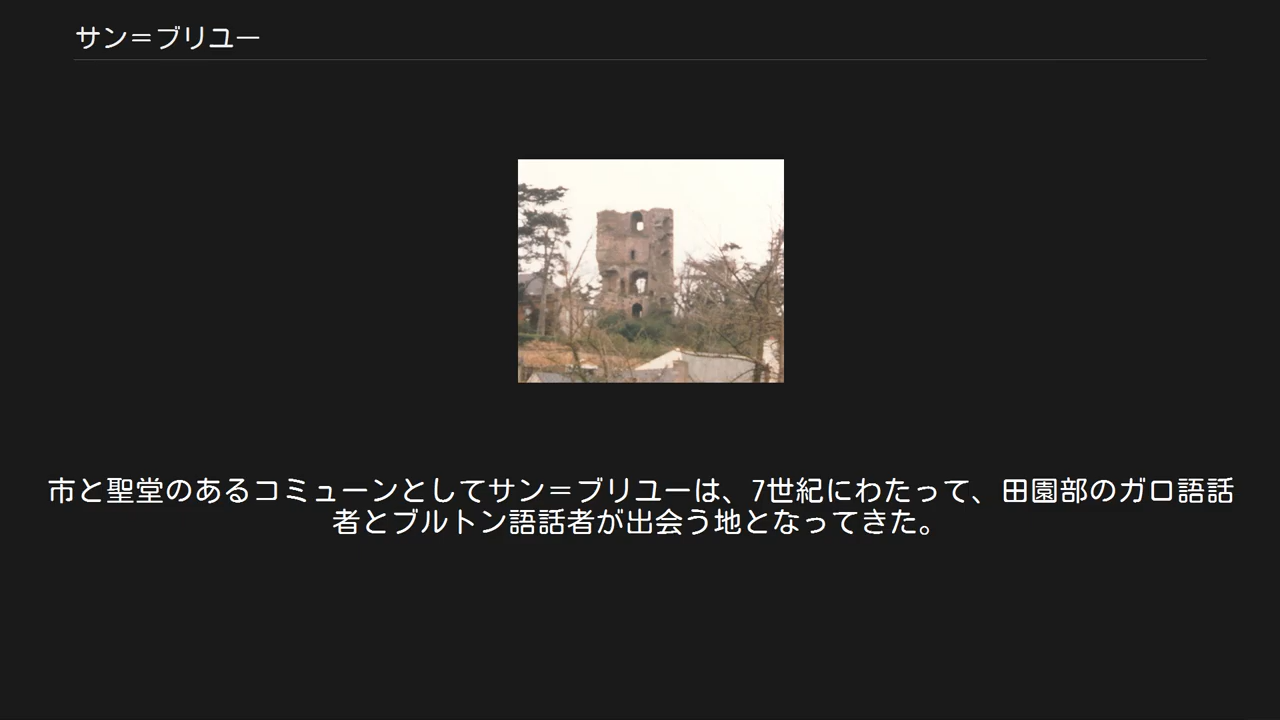 サン＝ブリユー
市と聖堂のあるコミューンとしてサン＝ブリユーは、7世紀にわたって、田園部のガロ語話
者とブルトン語話者が出会う地となってきた。